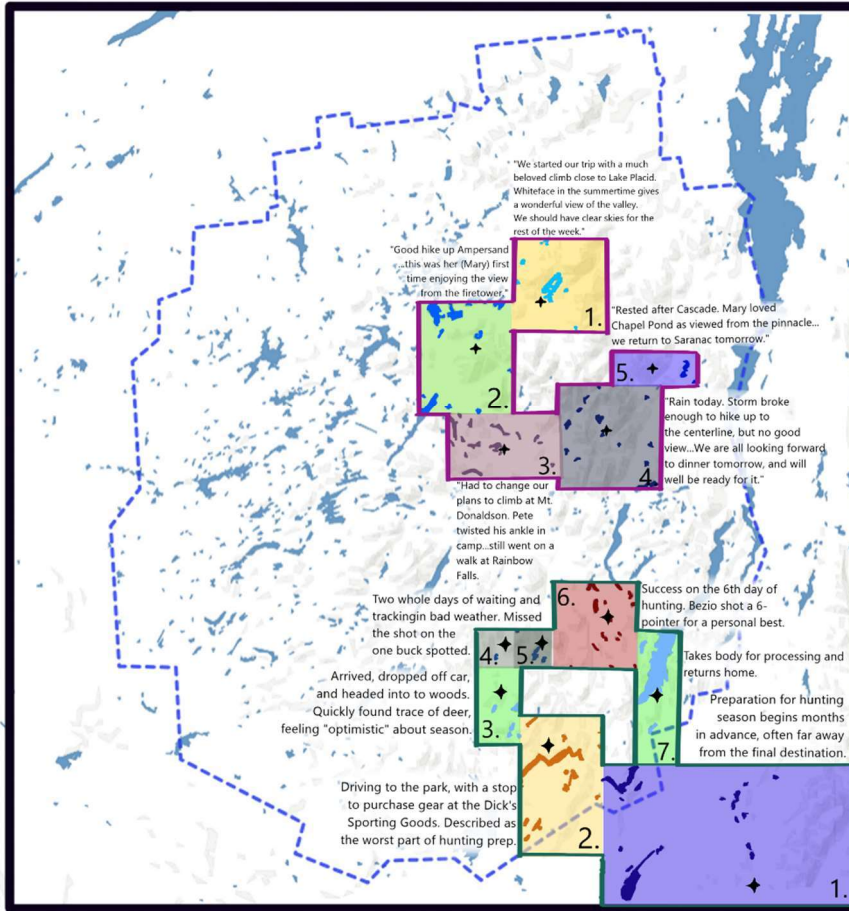 "We started our trip with a much
beloved climb close to Lake Placid.
Whiteface in the summertime gives
a wonderful view of the valley.
We should have clear skies for the
rest of the week."
1.
"Good hike up Ampersand
...this was her (Mary) first
time enjoying the view
from the firetower."
2.
"Rested after Cascade. Mary loved
Chapel Pond as viewed from the pinnacle...
we return to Saranac tomorrow."
5.
"Rain today. Storm broke
enough to hike up to
the centerline, but no good
view...We are all looking forward
to dinner tomorrow, and will
well be ready for it."
4.
3.
"Had to change our
plans to climb at Mt.
Donaldson. Pete
twisted his ankle in
camp...still went on a
walk at Rainbow
Falls.
6.
Success on the 6th day of
hunting. Bezio shot a 6-
pointer for a personal best.
Two whole days of waiting and
trackingin bad weather. Missed
the shot on the
one buck spotted.
4.
5.
Takes body for processing and
returns home.
7.
Arrived, dropped off car,
and headed into to woods.
Quickly found trace of deer,
feeling "optimistic" about season.
3.
Preparation for hunting
season begins months
in advance, often far away
from the final destination.
Driving to the park, with a stop
to purchase gear at the Dick's
Sporting Goods. Described as
the worst part of hunting prep.
2.
1.